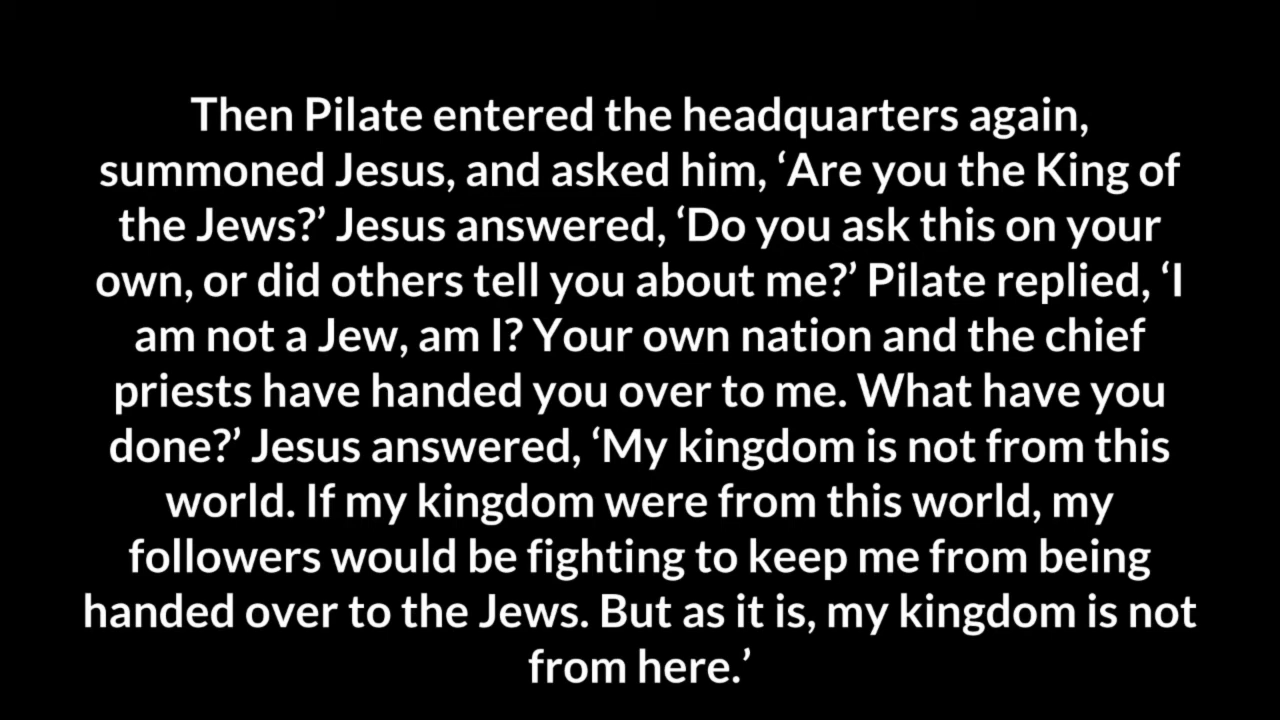 Then Pilate entered the headquarters again,
summoned Jesus, and asked him, ‘Are you the King of
the Jews?’ Jesus answered, ‘Do you ask this on your
own, or did others tell you about me?’ Pilate replied, ‘I
am not a Jew, am I? Your own nation and the chief
priests have handed you over to me. What have you
done?’ Jesus answered, ‘My kingdom is not from this
world. If my kingdom were from this world, my
followers would be fighting to keep me from being
handed over to the Jews. But as it is, my kingdom is not
from here.’